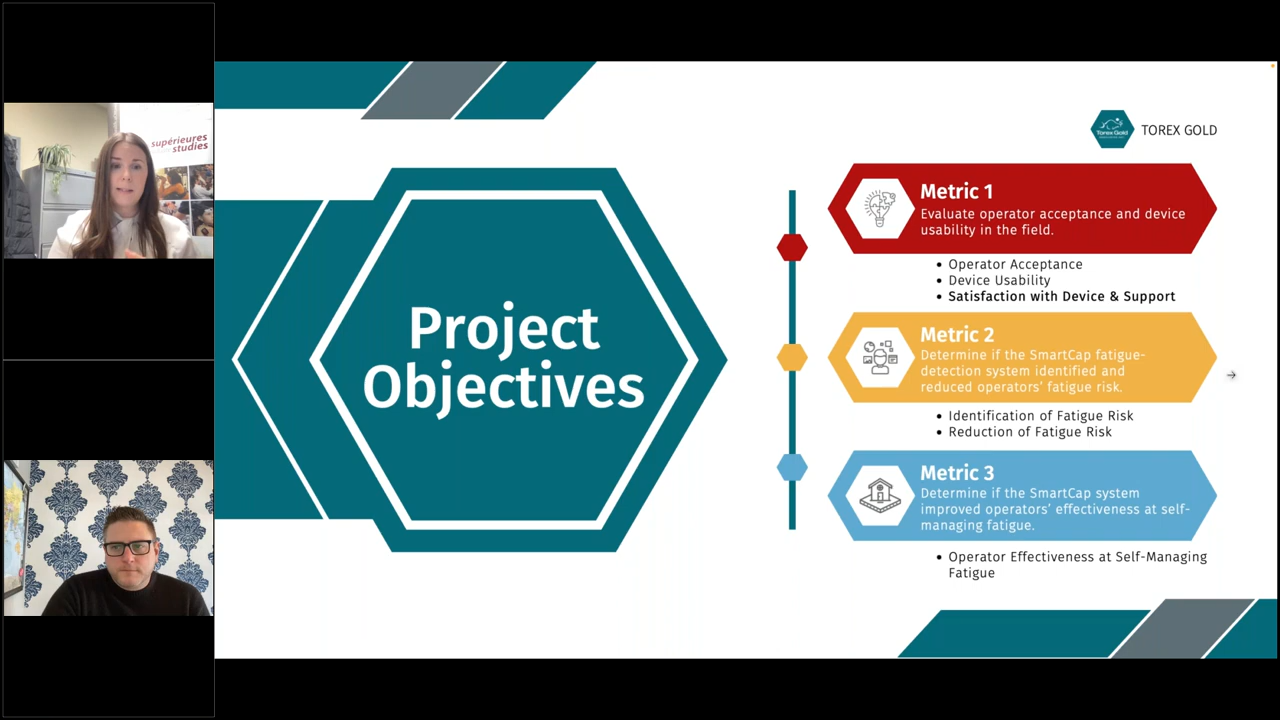 supérieures
studies
Project
Objectives
Torex Gold
TOREX GOLD
Metric 1
Evaluate operator acceptance and device
usability in the field.
• Operator Acceptance
• Device Usability
• Satisfaction with Device & Support
Metric 2
Determine if the SmartCap fatigue-
detection system identified and
reduced operators' fatigue risk.
• Identification of Fatigue Risk
• Reduction of Fatigue Risk
Metric 3
Determine if the SmartCap system
improved operators' effectiveness at self-
managing fatigue.
• Operator Effectiveness at Self-Managing
Fatigue